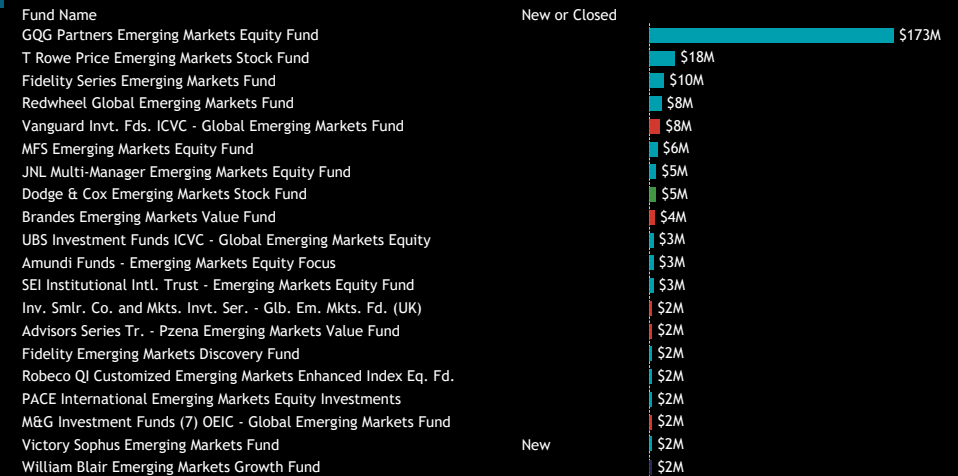 Fund Name New or Closed
GQG Partners Emerging Markets Equity Fund $173M
T Rowe Price Emerging Markets Stock Fund $18M
Fidelity Series Emerging Markets Fund $10M
Redwheel Global Emerging Markets Fund $8M
Vanguard Invt. Fds. ICVC - Global Emerging Markets Fund $8M
MFS Emerging Markets Equity Fund $6M
JNL Multi-Manager Emerging Markets Equity Fund $5M
Dodge & Cox Emerging Markets Stock Fund $5M
Brandes Emerging Markets Value Fund $4M
UBS Investment Funds ICVC - Global Emerging Markets Equity $3M
Amundi Funds - Emerging Markets Equity Focus $3M
SEI Institutional Intl. Trust - Emerging Markets Equity Fund $3M
Inv. Smlr. Co. and Mkts. Invt. Ser. - Glb. Em. Mkts. Fd. (UK) $2M
Advisors Series Tr. - Pzena Emerging Markets Value Fund $2M
Fidelity Emerging Markets Discovery Fund $2M
Robeco QI Customized Emerging Markets Enhanced Index Eq. Fd. $2M
PACE International Emerging Markets Equity Investments $2M
M&G Investment Funds (7) OEIC - Global Emerging Markets Fund $2M
Victory Sophus Emerging Markets Fund New $2M
William Blair Emerging Markets Growth Fund $2M